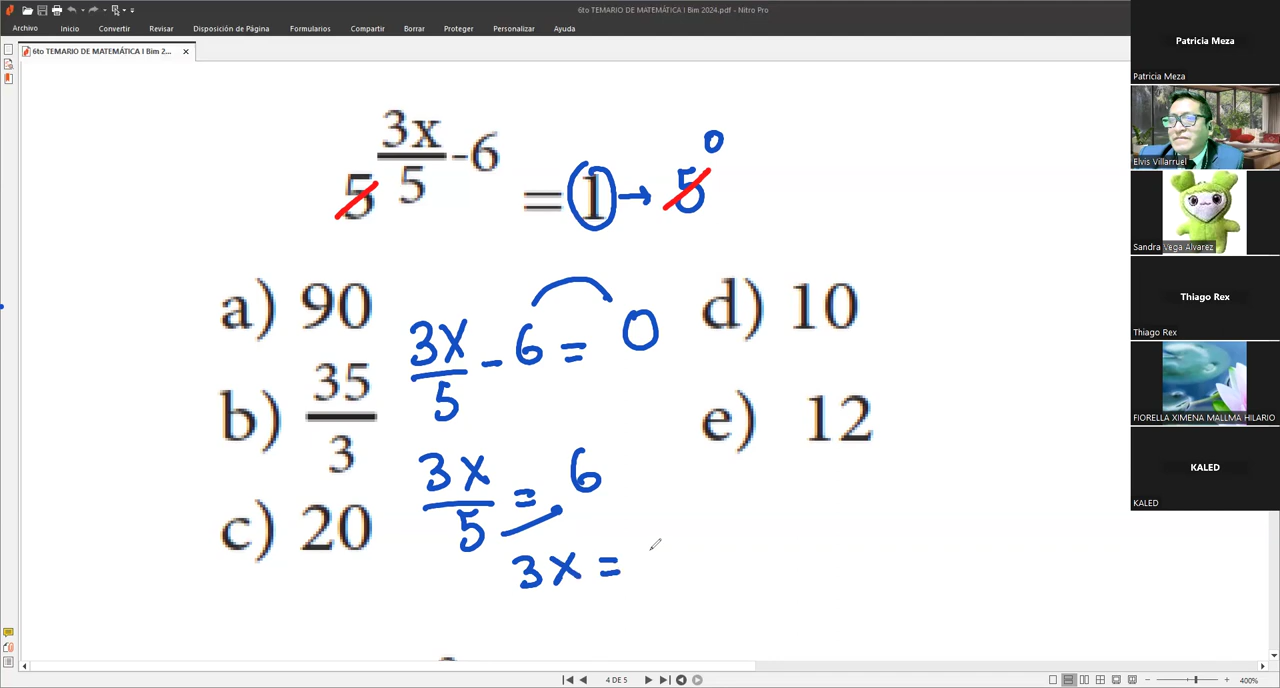 6to TEMARIO DE MATEMÁTICA I Bim 2024.pdf - Nitro Pro
Archivo Inicio Convertir Revisar Disposición de Página Formularios Compartir Borrar Proteger Personalizar Ayuda
6to TEMARIO DE MATEMÁTICA I Bim 2... ×
5^(3x/5 -6) = 1 → 5^0
a) 90
b) 35/3
c) 20
d) 10
e) 12
3x/5 - 6 = 0
3x/5 = 6
3x =
Patricia Meza
Patricia Meza
Elvis Villarruel
Sandra Vega Alvarez
Thiago Rex
Thiago Rex
FIORELLA XIMENA MALLMA HILARIO
KALED
KALED
4 DE 5
400%